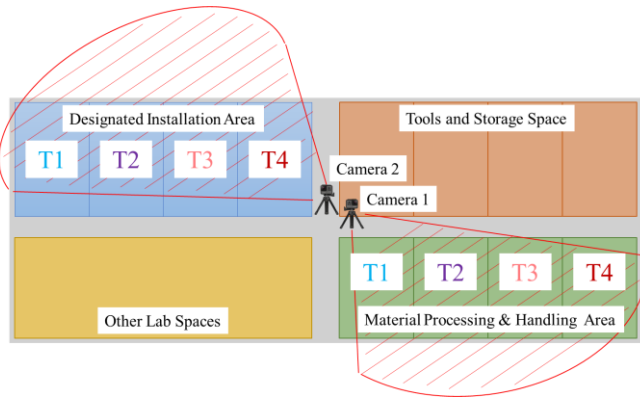 Designated Installation Area
Tools and Storage Space
T1 T2 T3 T4
Camera 2
Camera 1
T1 T2 T3 T4
Other Lab Spaces
Material Processing & Handling Area